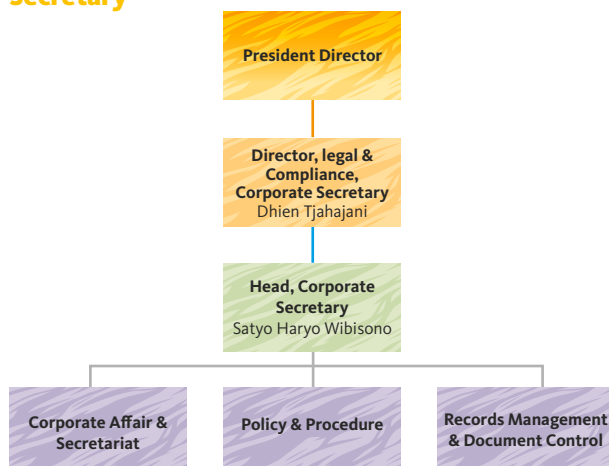 Secretary
President Director
Director, legal &
Compliance,
Corporate Secretary
Dhien Tjahajani
Head, Corporate
Secretary
Satyo Haryo Wibisono
Corporate Affair &
Secretariat
Policy & Procedure
Records Management
& Document Control